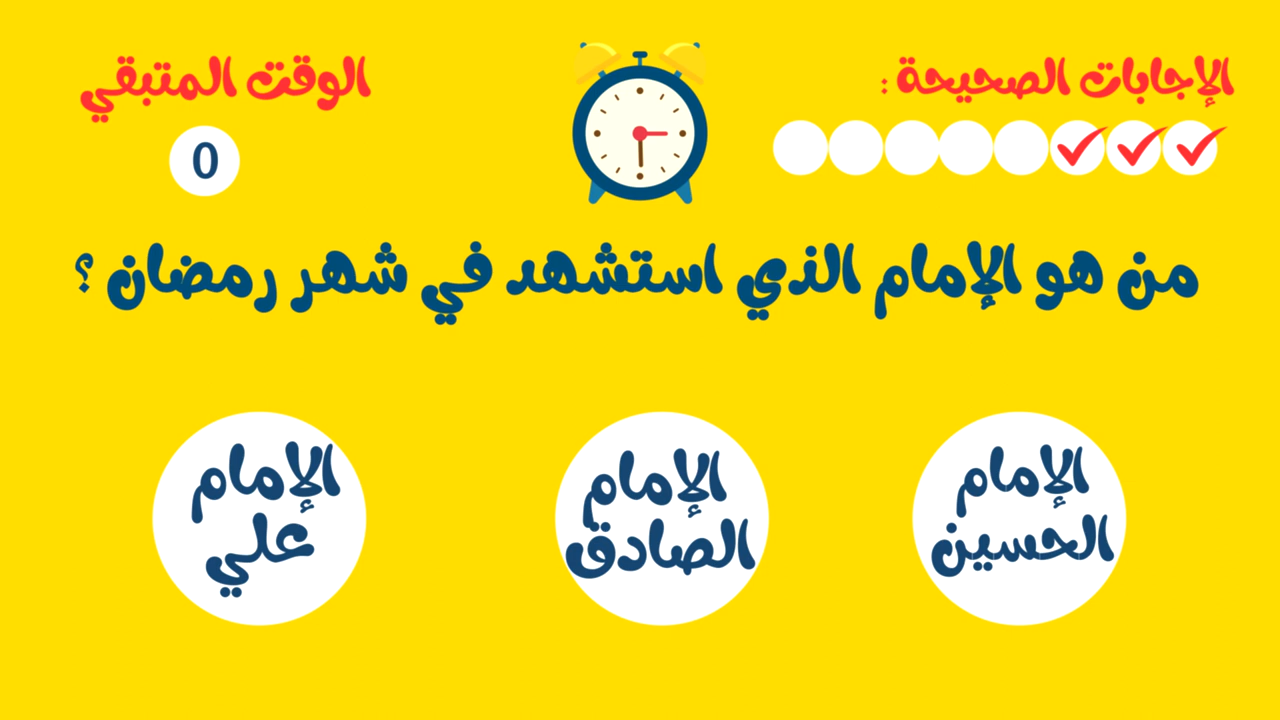 الإجابات الصحيحة :
الوقت المتبقي
0
من هو الإمام الذي استشهد في شهر رمضان ؟
الإمام
الحسين
الإمام
الصادق
الإمام
علي